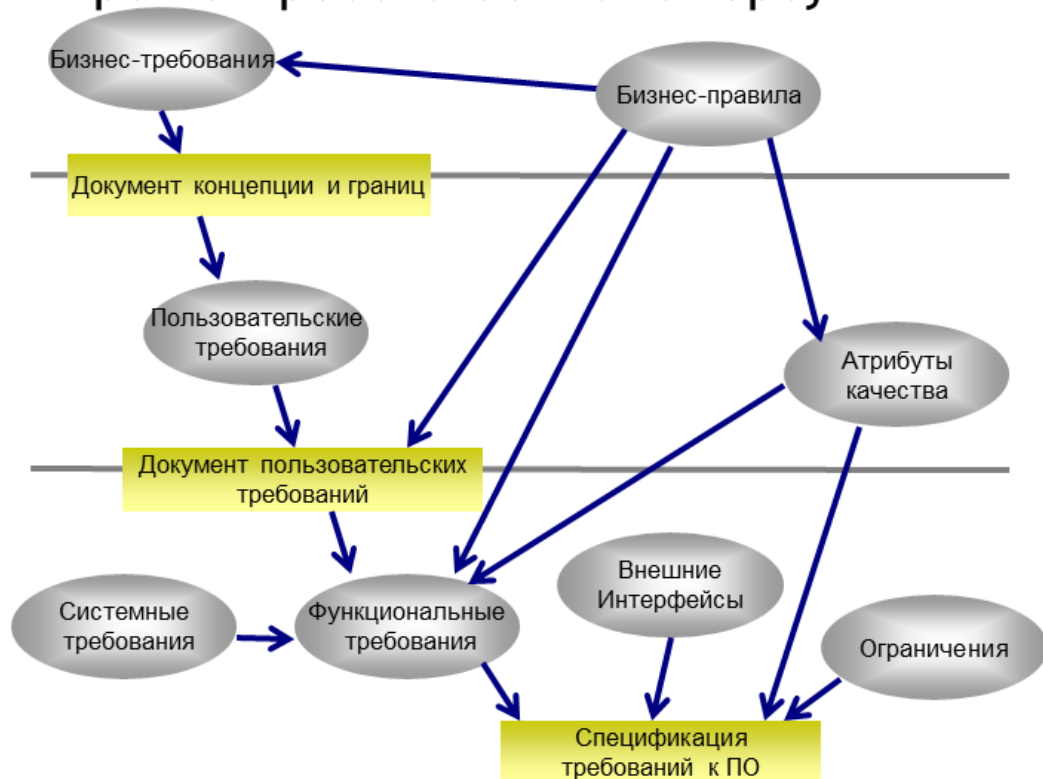 Бизнес-требования
Бизнес-правила
Документ концепции и границ
Пользовательские
требования
Атрибуты
качества
Документ пользовательских
требований
Системные
требования
Функциональные
требования
Внешние
Интерфейсы
Ограничения
Спецификация
требований к ПО